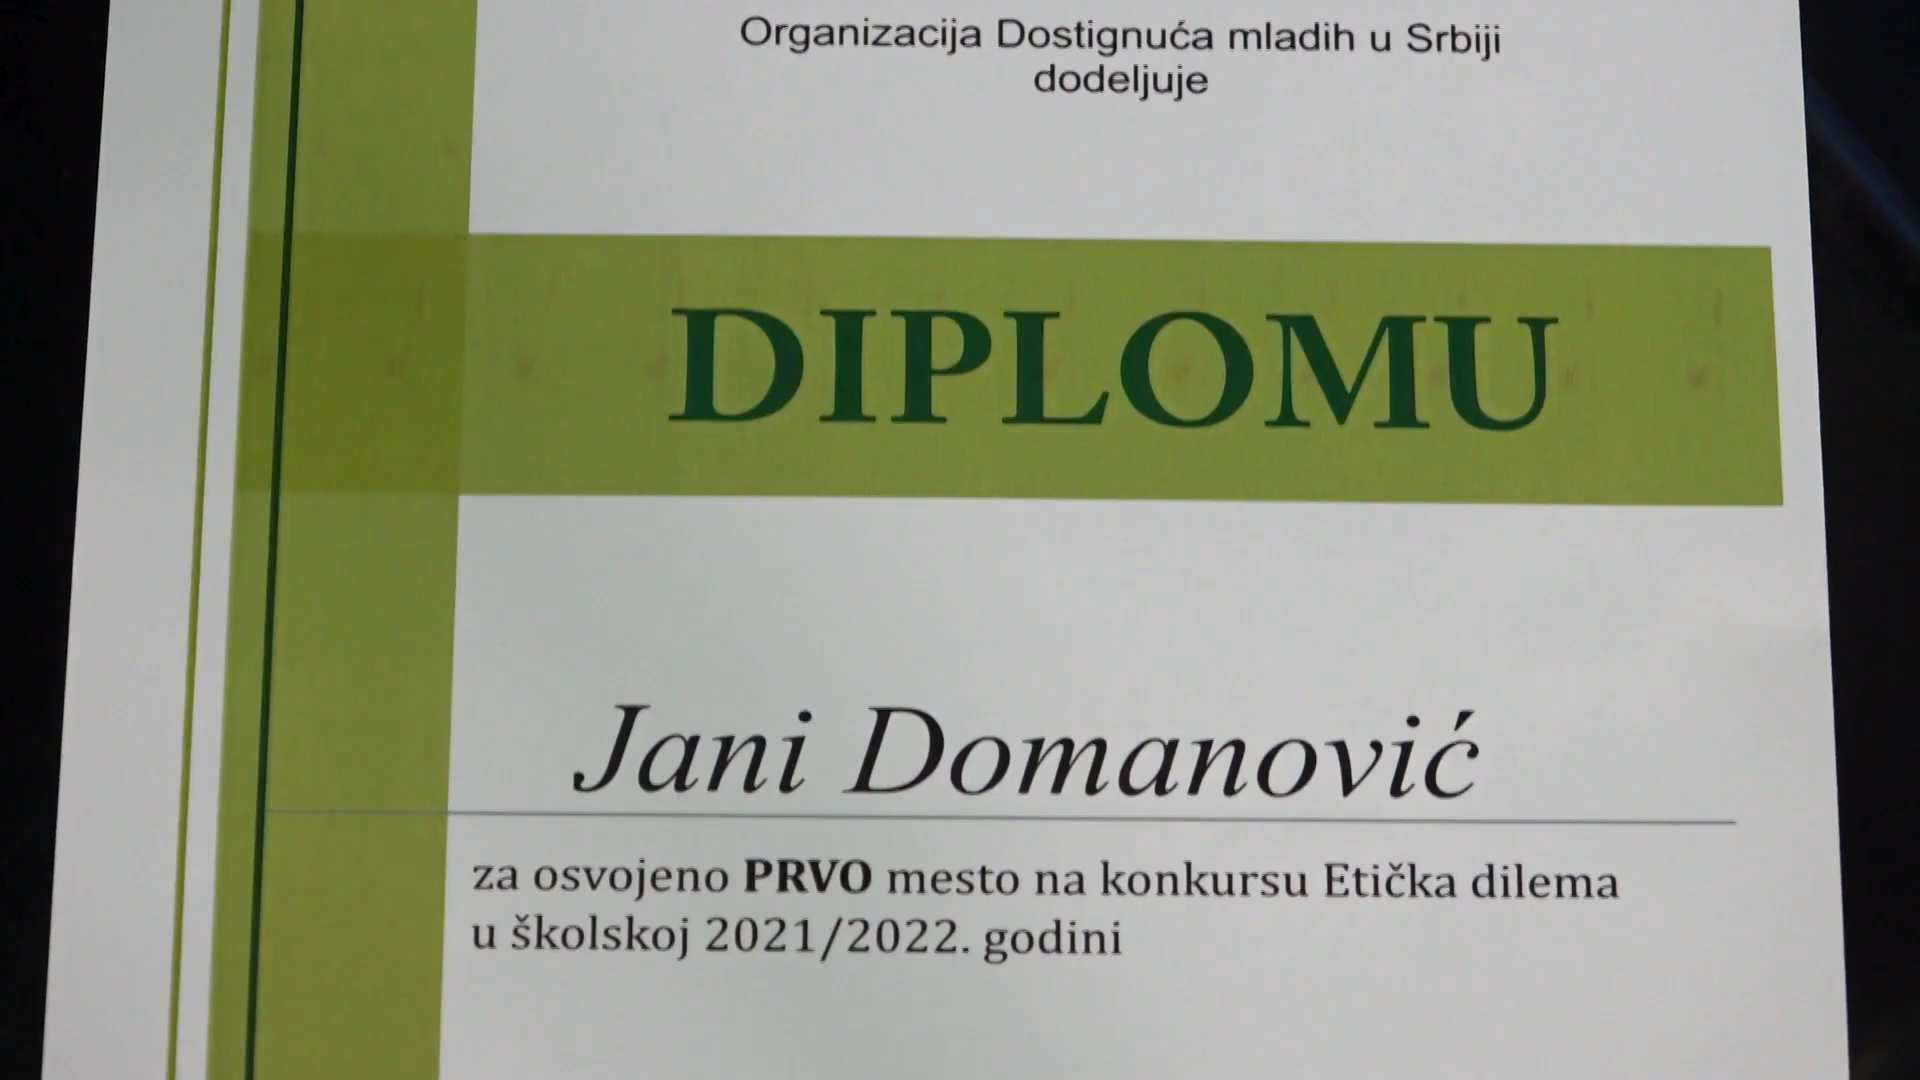 Organizacija Dostignuća mladih u Srbiji
dodeljuje
DIPLOMU
Jani Domanović
za osvojeno PRVO mesto na konkursu Etička dilema
u školskoj 2021/2022. godini